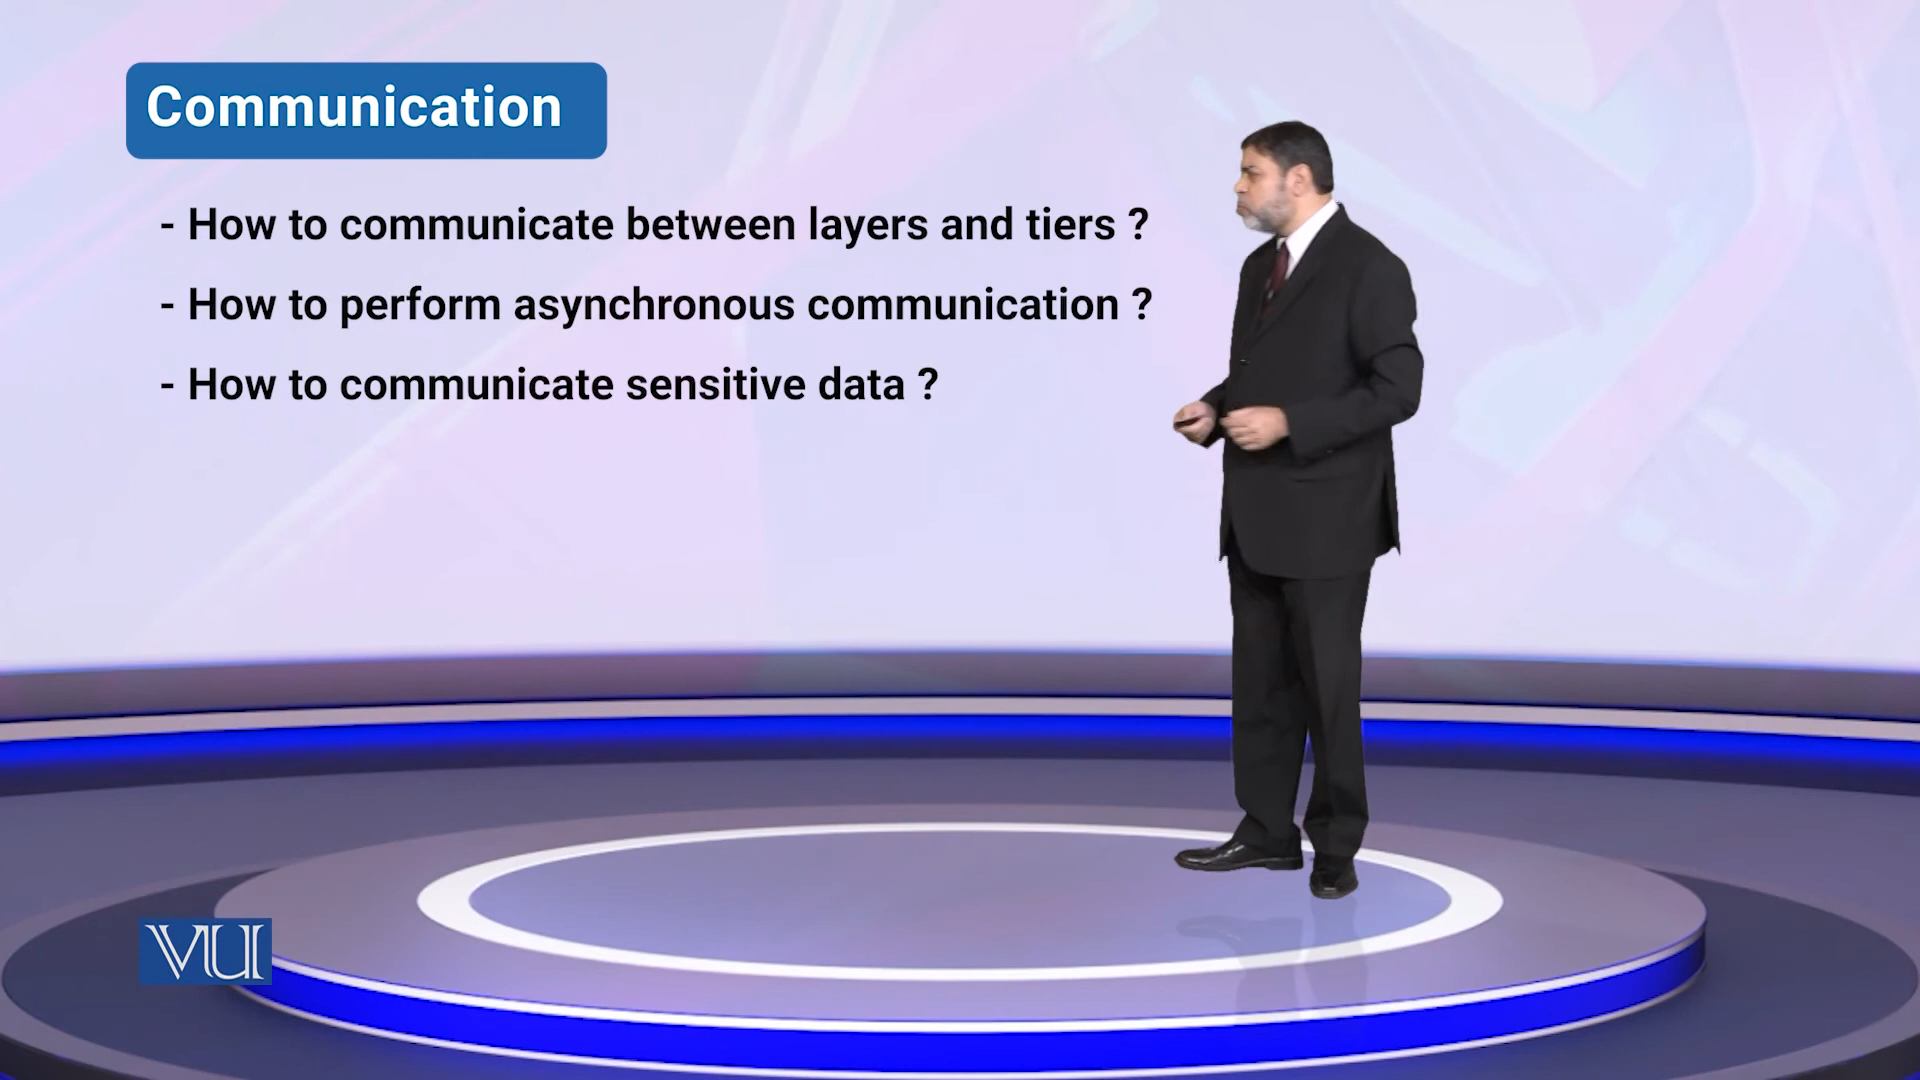 Communication
- How to communicate between layers and tiers ?
- How to perform asynchronous communication ?
- How to communicate sensitive data ?
VU